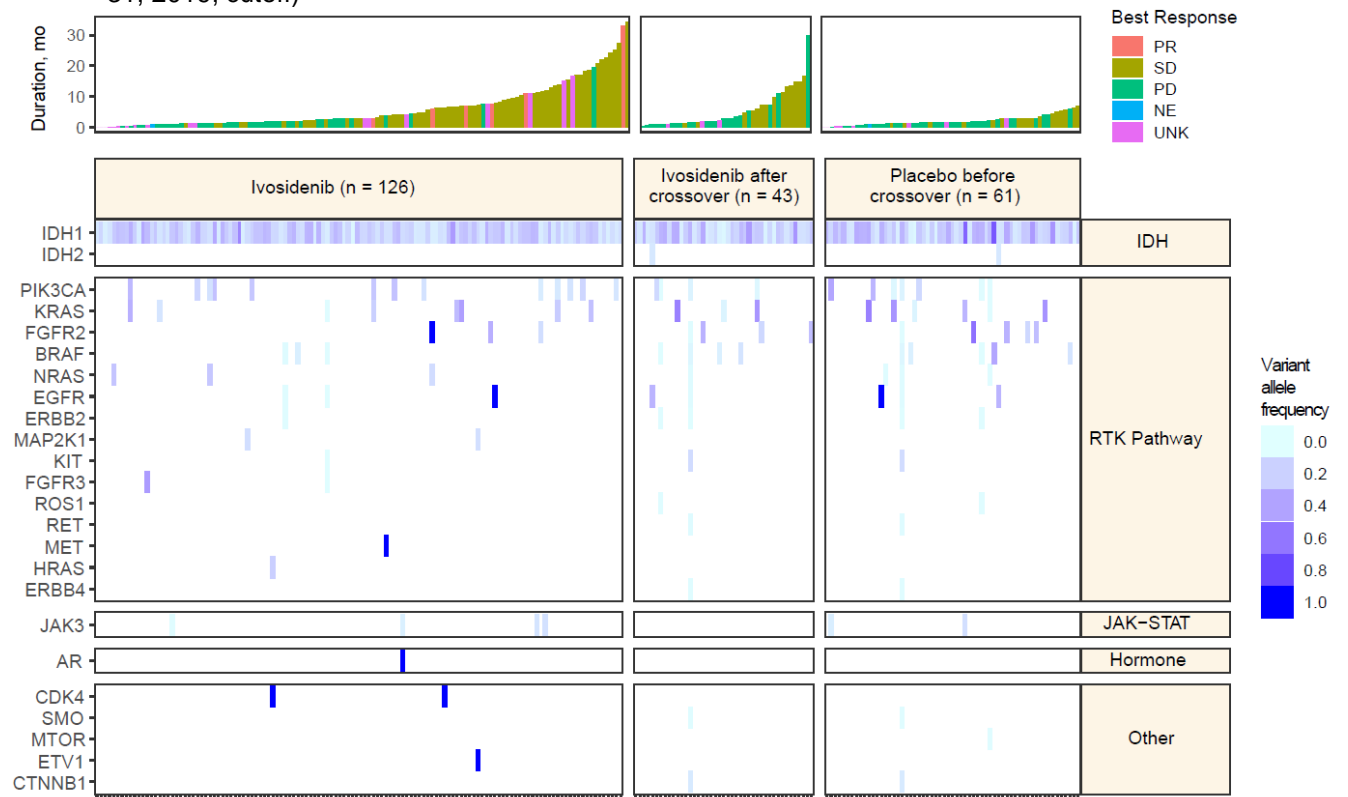 31, 2019, cutoff)
Duration, mo
30
20
10
0
Best Response
PR
SD
PD
NE
UNK
Ivosidenib (n = 126)
Ivosidenib after
crossover (n = 43)
Placebo before
crossover (n = 61)
IDH1
IDH2
IDH
PIK3CA
KRAS
FGFR2
BRAF
NRAS
EGFR
ERBB2
MAP2K1
KIT
FGFR3
ROS1
RET
MET
HRAS
ERBB4
RTK Pathway
JAK3
JAK−STAT
AR
Hormone
CDK4
SMO
MTOR
ETV1
CTNNB1
Other
Variant
allele
frequency
0.0
0.2
0.4
0.6
0.8
1.0